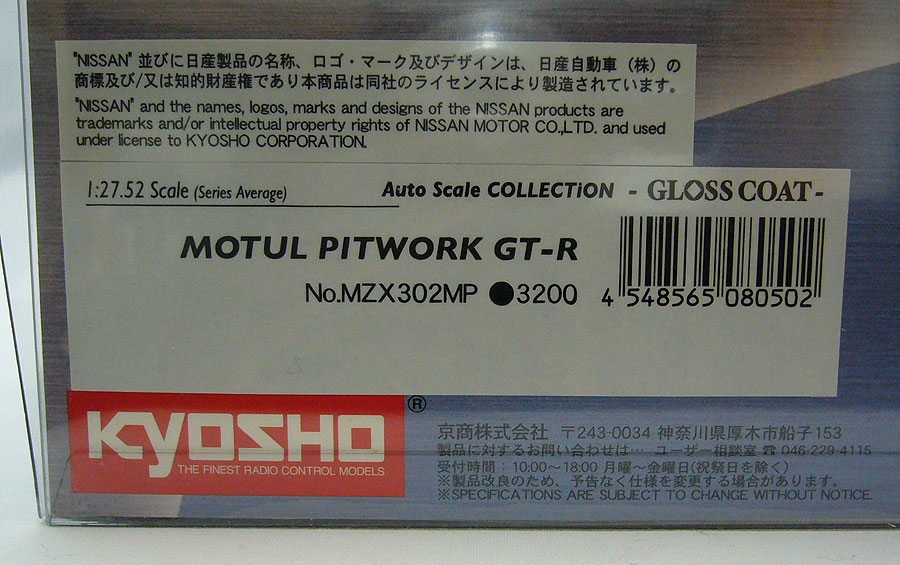 "NISSAN" 並びに日産製品の名称、ロゴ・マーク及びデザインは、日産自動車（株）の
商標及び/又は知的財産権であり本商品は同社のライセンスにより製造されています。
"NISSAN" and the names, logos, marks and designs of the NISSAN products are
trademarks and/or intellectual property rights of NISSAN MOTOR CO.,LTD. and used
under license to KYOSHO CORPORATION.
1:27.52 Scale (Series Average)
Auto Scale COLLECTiON - GLOSS COAT -
MOTUL PITWORK GT-R
No.MZX302MP ●3200
4 548565 080502
KYOSHO ®
THE FINEST RADIO CONTROL MODELS
京商株式会社 〒243-0034 神奈川県厚木市船子153
製品に対するお問い合わせは… ユーザー相談室 ☎ 046-229-4115
受付時間：10:00〜18:00 月曜〜金曜日(祝祭日を除く)
※製品改良のため、予告なく仕様を変更する場合があります。
※SPECIFICATIONS ARE SUBJECT TO CHANGE WITHOUT NOTICE.